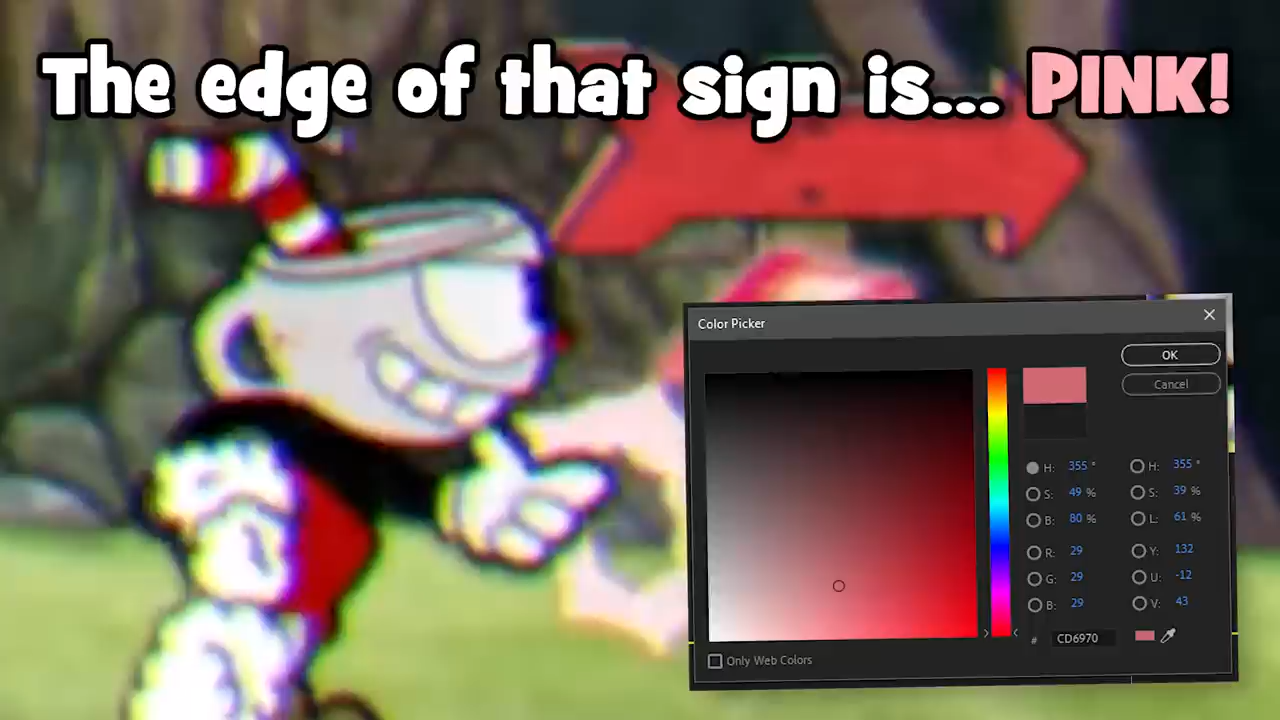 The edge of that sign is... PINK!
Color Picker
OK
Cancel
H: 355 ° H: 355 °
S: 49 % S: 39 %
B: 80 % L: 61 %
R: 29 Y: 132
G: 29 U: -12
B: 29 V: 43
# CD6970
Only Web Colors